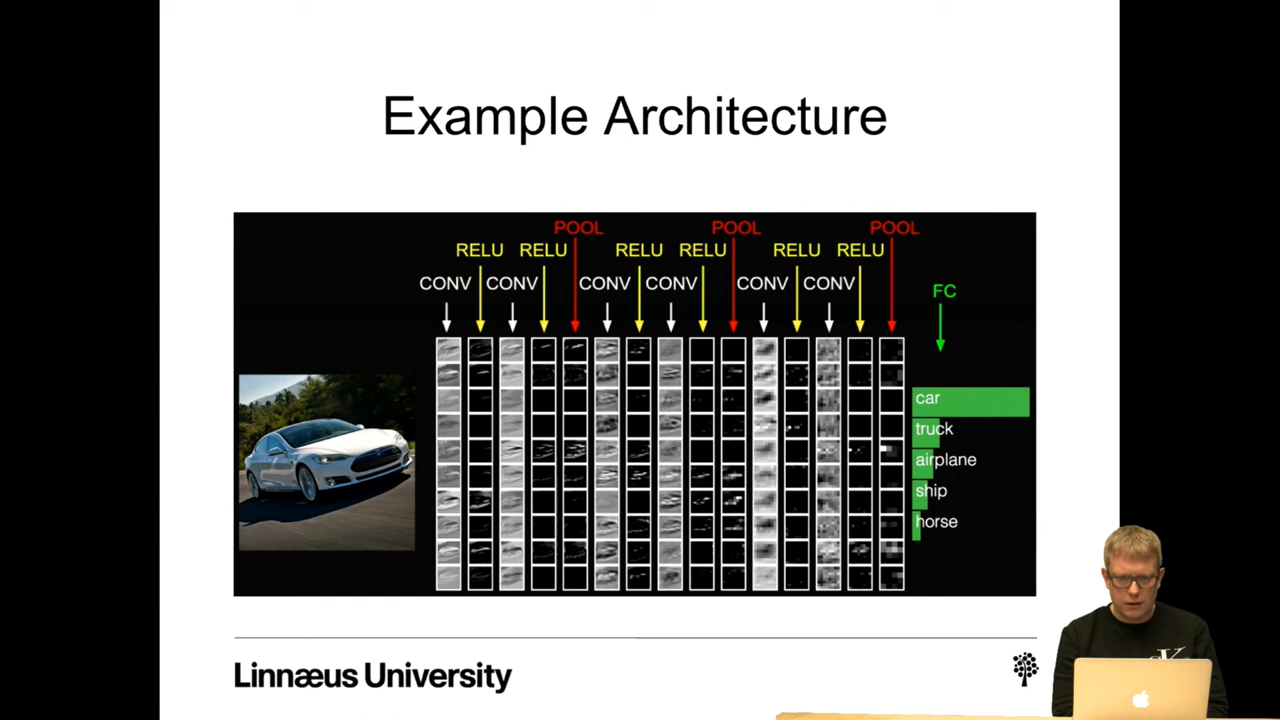 Example Architecture
POOL POOL POOL
RELU RELU RELU RELU RELU RELU
CONV CONV CONV CONV CONV CONV
FC
car
truck
airplane
ship
horse
Linnæus University